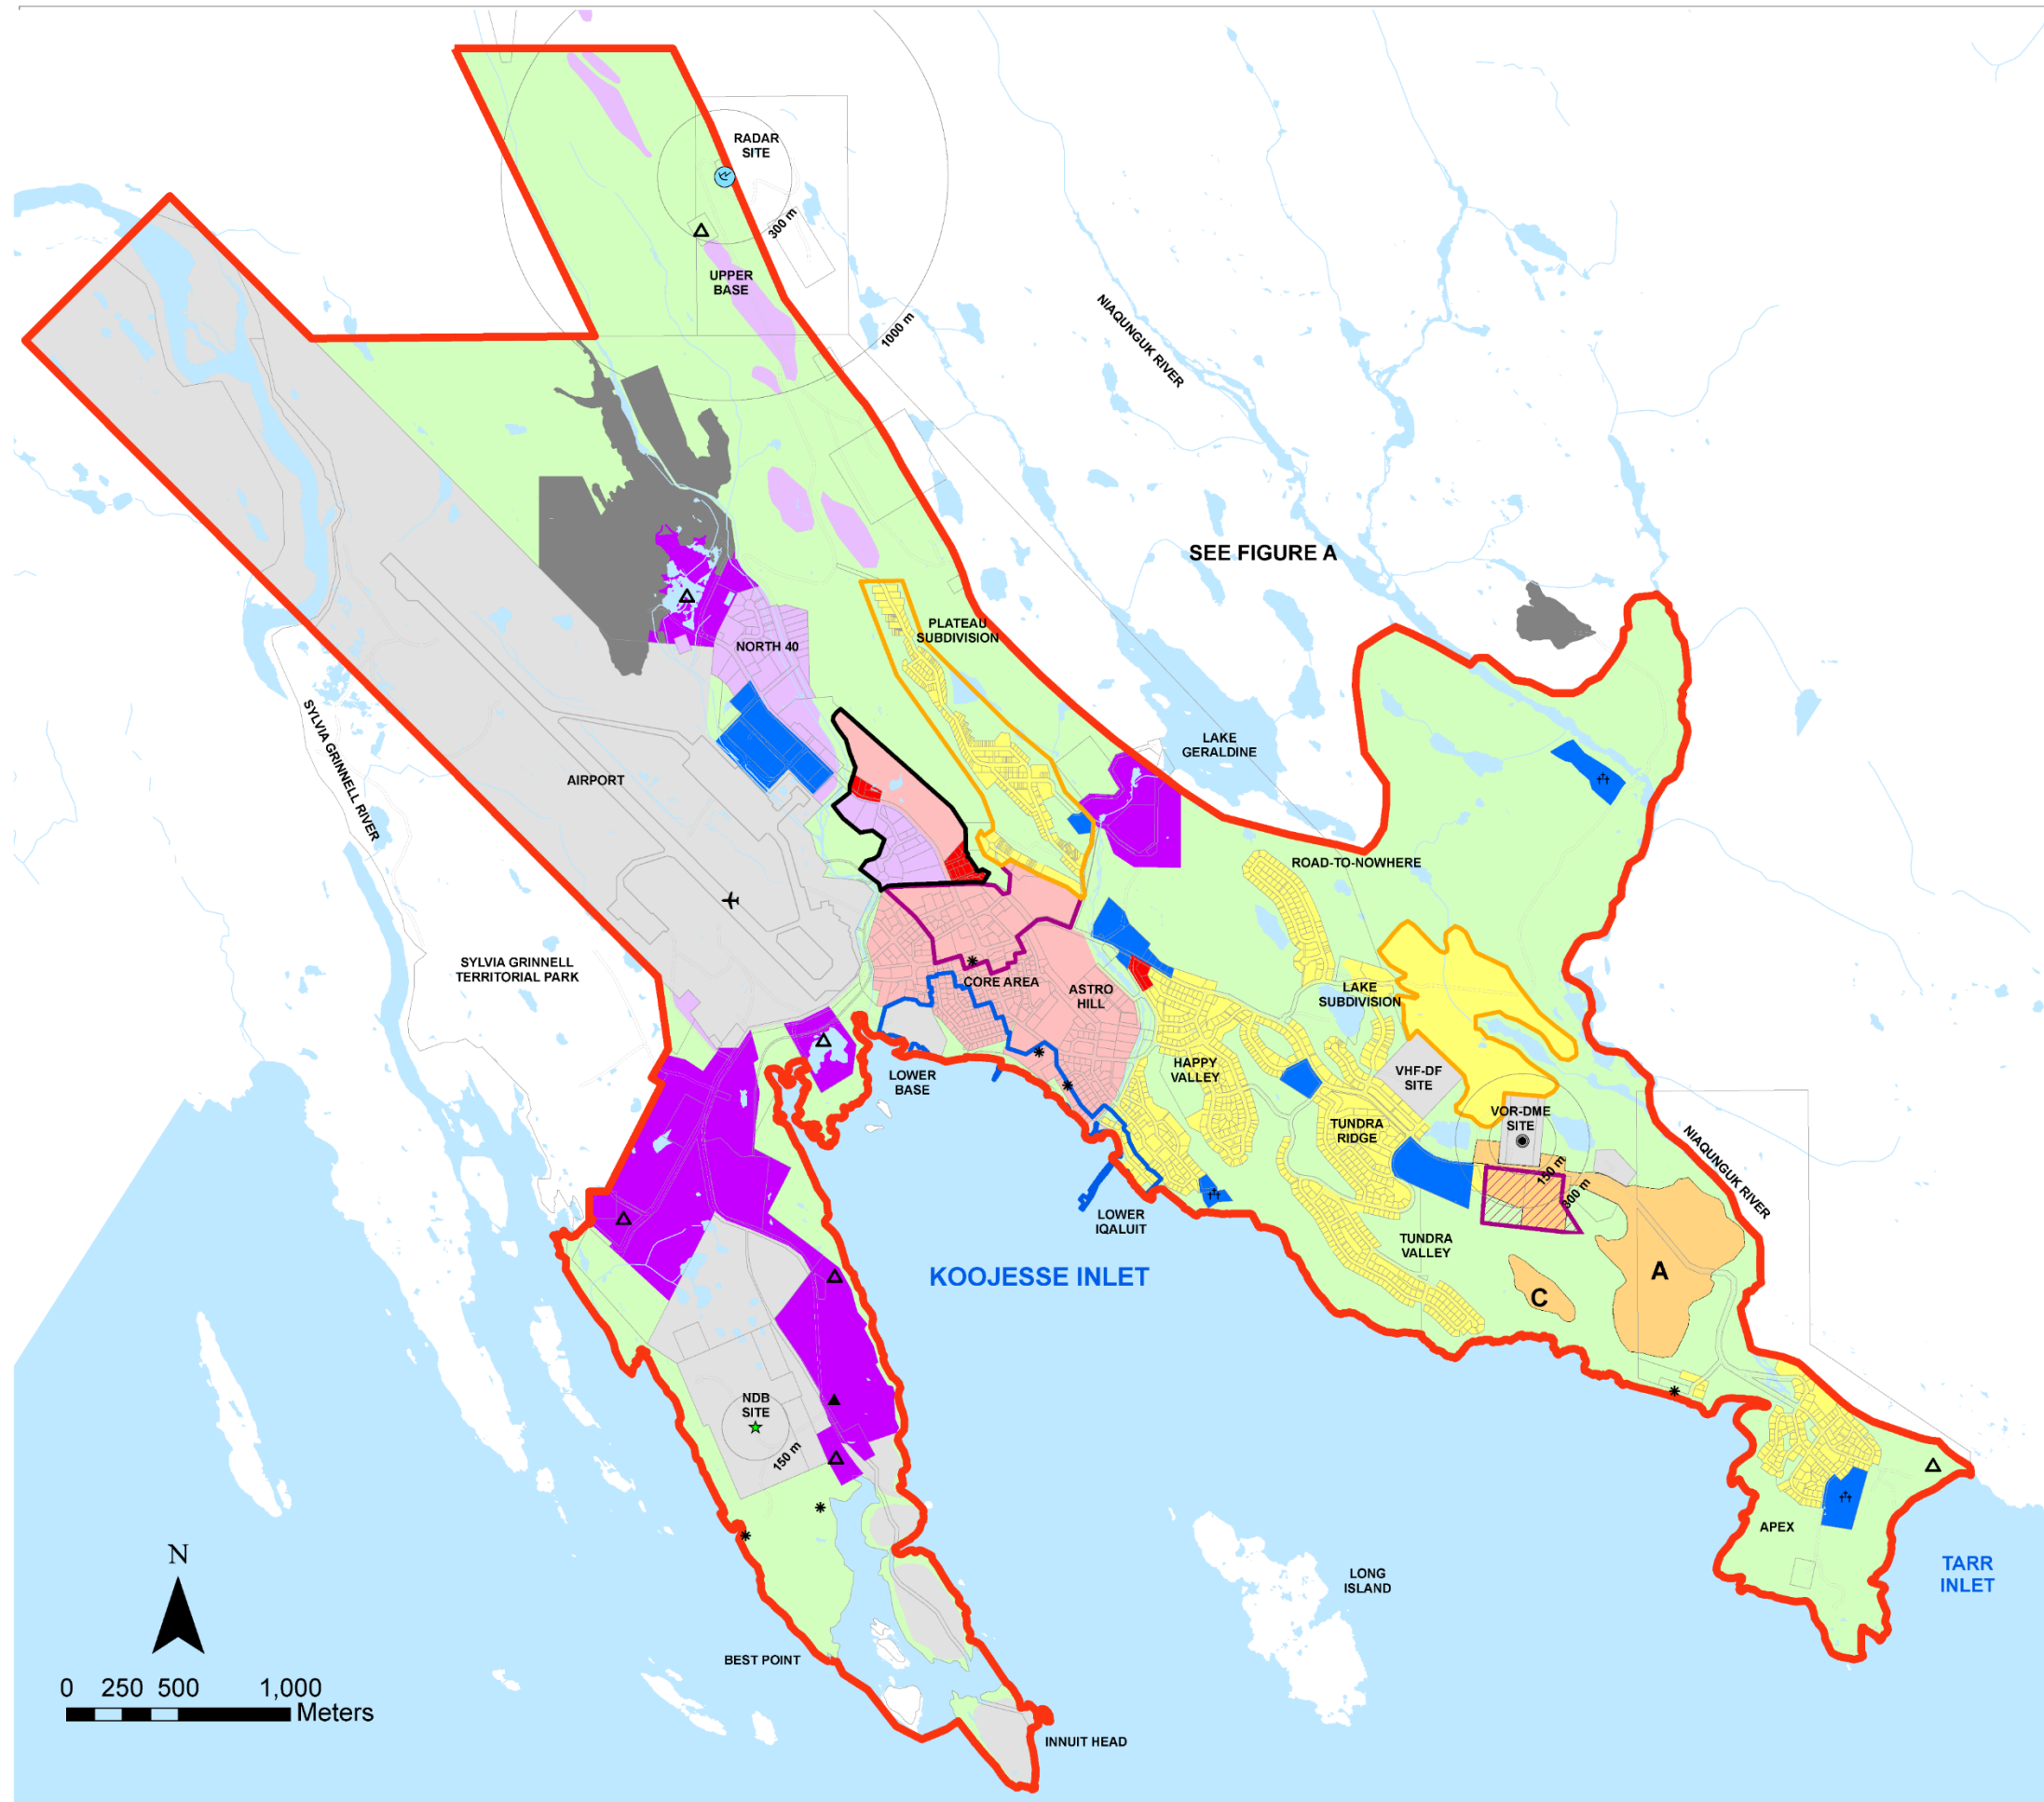 RADAR
SITE
300 m
UPPER
BASE
1000 m
NIAQUNGUK RIVER
SEE FIGURE A
PLATEAU
SUBDIVISION
NORTH 40
LAKE
GERALDINE
SYLVIA GRINNELL RIVER
AIRPORT
ROAD-TO-NOWHERE
SYLVIA GRINNELL
TERRITORIAL PARK
CORE AREA
ASTRO
HILL
LAKE
SUBDIVISION
HAPPY
VALLEY
VHF-DF
SITE
LOWER
BASE
VOR-DME
SITE
TUNDRA
RIDGE
NIAQUNGUK RIVER
150 m
300 m
LOWER
IQALUIT
TUNDRA
VALLEY
KOOJESSE INLET
A
C
NDB
SITE
150 m
APEX
N
LONG
ISLAND
TARR
INLET
BEST POINT
0 250 500 1,000
Meters
INNUIT HEAD